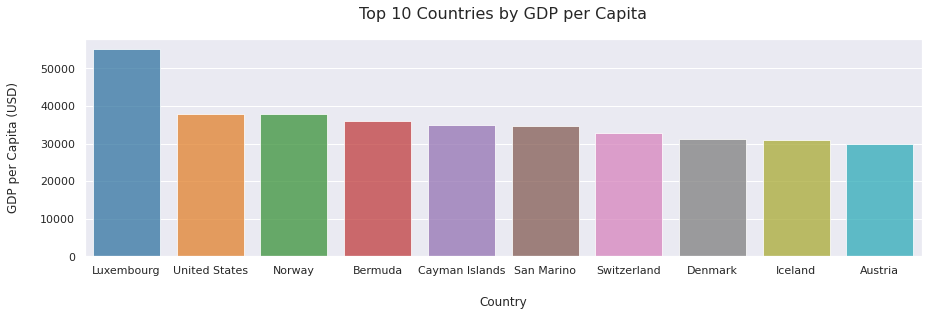 Top 10 Countries by GDP per Capita
GDP per Capita (USD)
50000
40000
30000
20000
10000
0
Luxembourg United States Norway Bermuda Cayman Islands San Marino Switzerland Denmark Iceland Austria
Country